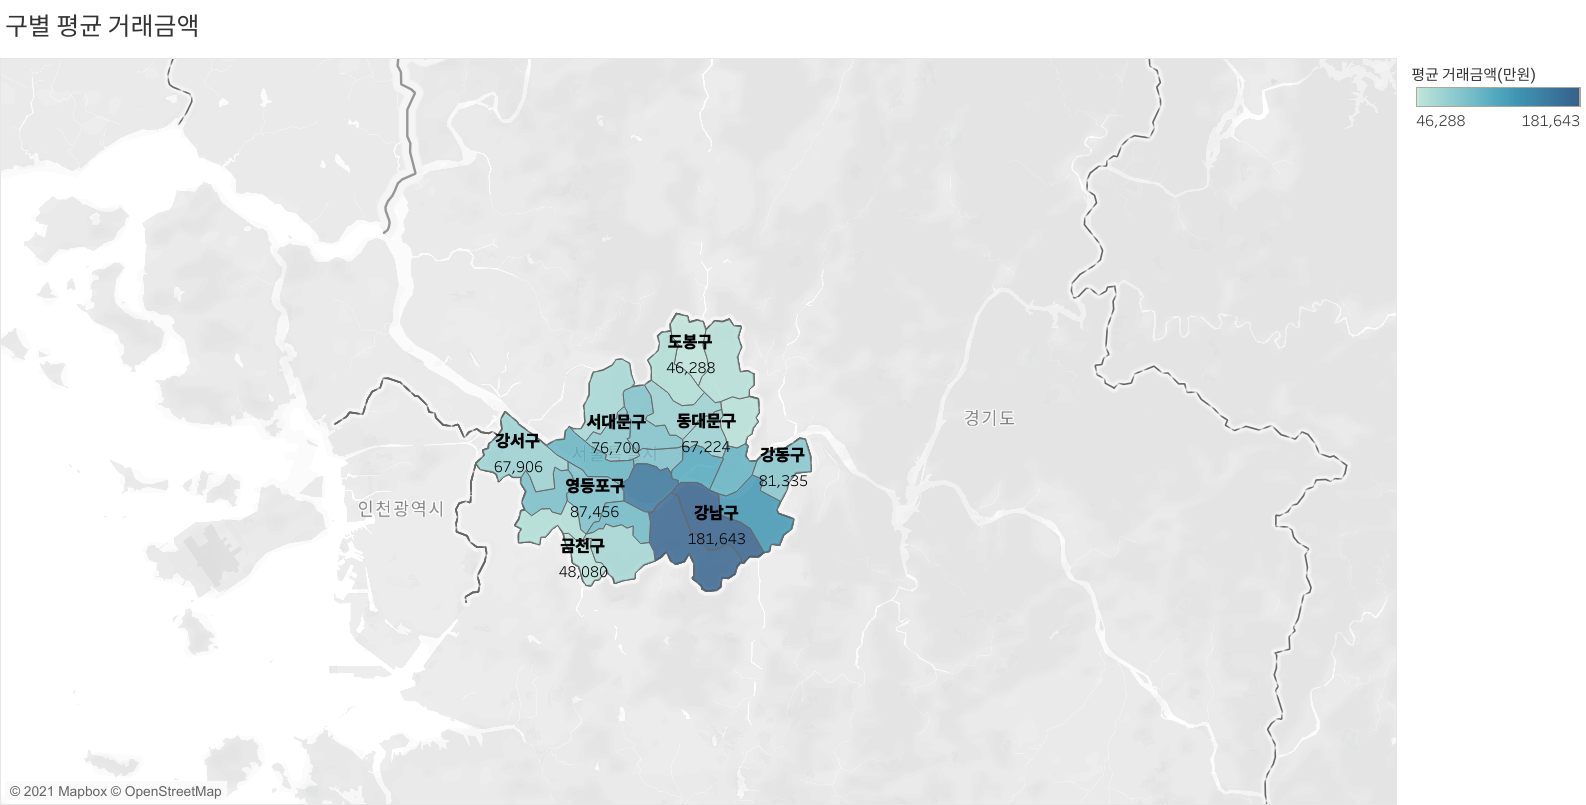 구별 평균 거래금액
평균 거래금액(만원)
46,288 181,643
도봉구
46,288
서대문구
76,700
동대문구
67,224
강서구
67,906
강동구
81,335
영등포구
87,456
강남구
181,643
금천구
48,080
경기도
인천광역시
© 2021 Mapbox © OpenStreetMap